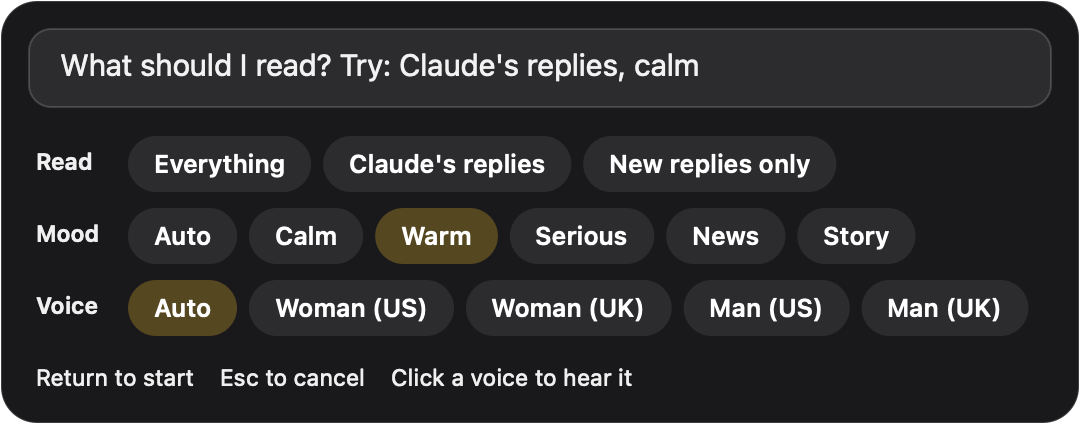 What should I read? Try: Claude's replies, calm
Read Everything Claude's replies New replies only
Mood Auto Calm Warm Serious News Story
Voice Auto Woman (US) Woman (UK) Man (US) Man (UK)
Return to start Esc to cancel Click a voice to hear it